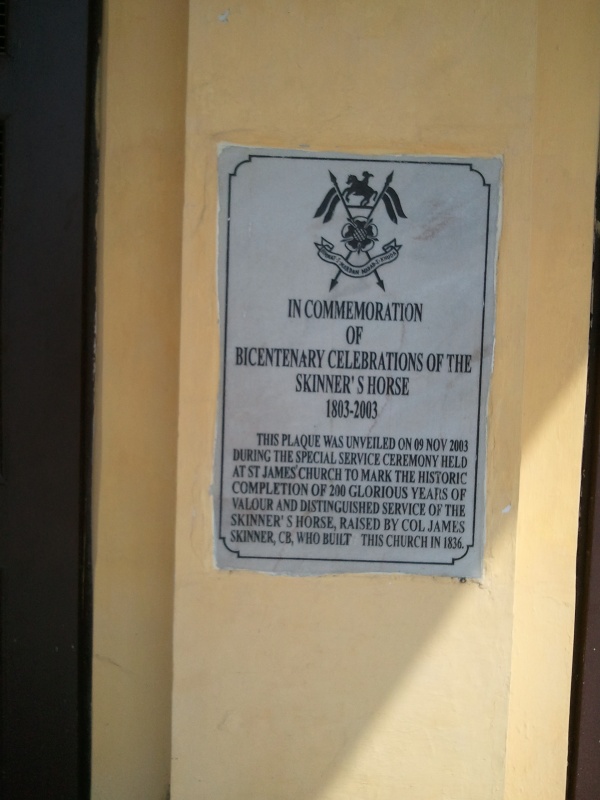 IN COMMEMORATION
OF
BICENTENARY CELEBRATIONS OF THE
SKINNER'S HORSE
1803-2003
THIS PLAQUE WAS UNVEILED ON 09 NOV 2003
DURING THE SPECIAL SERVICE CEREMONY HELD
AT ST JAMES'CHURCH TO MARK THE HISTORIC
COMPLETION OF 200 GLORIOUS YEARS OF
VALOUR AND DISTINGUISHED SERVICE OF THE
SKINNER'S HORSE, RAISED BY COL JAMES
SKINNER, CB, WHO BUILT THIS CHURCH IN 1836.